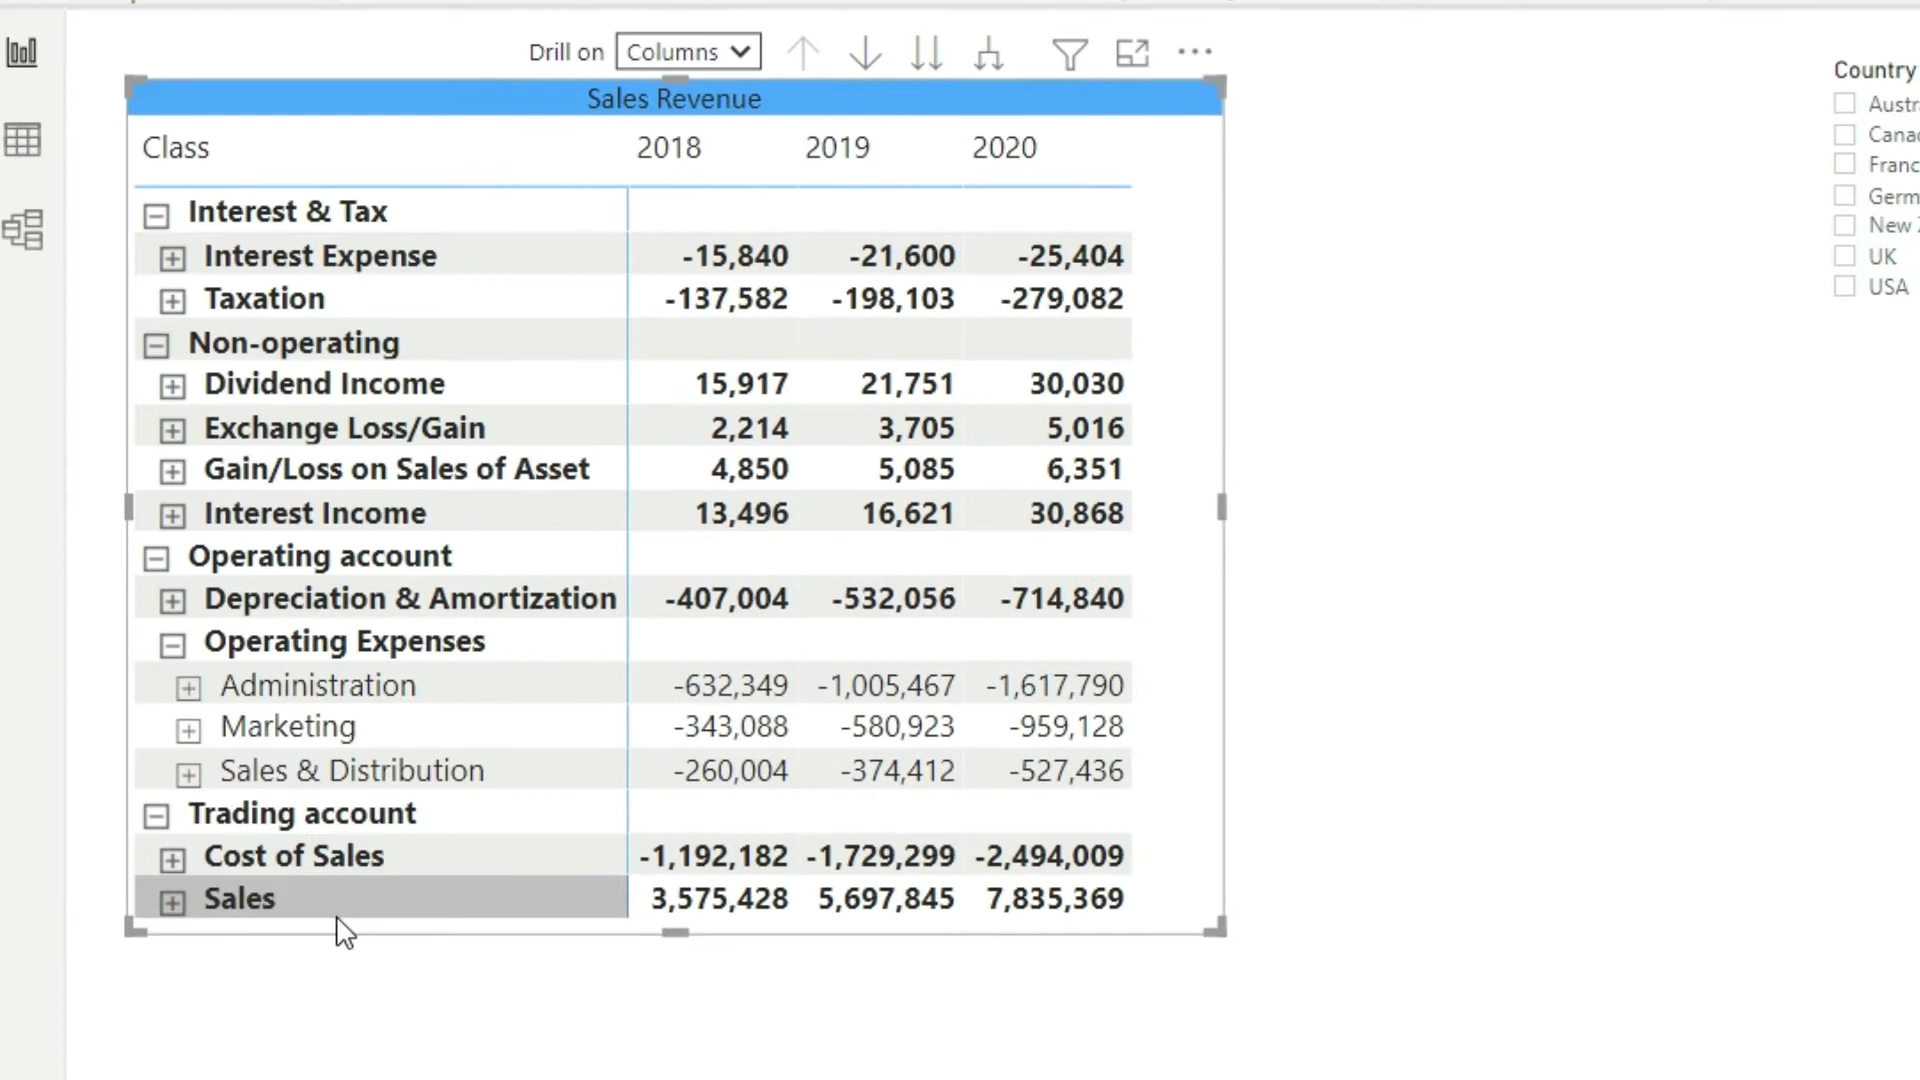 Drill on Columns
Sales Revenue
Class 2018 2019 2020
Interest & Tax
Interest Expense -15,840 -21,600 -25,404
Taxation -137,582 -198,103 -279,082
Non-operating
Dividend Income 15,917 21,751 30,030
Exchange Loss/Gain 2,214 3,705 5,016
Gain/Loss on Sales of Asset 4,850 5,085 6,351
Interest Income 13,496 16,621 30,868
Operating account
Depreciation & Amortization -407,004 -532,056 -714,840
Operating Expenses
Administration -632,349 -1,005,467 -1,617,790
Marketing -343,088 -580,923 -959,128
Sales & Distribution -260,004 -374,412 -527,436
Trading account
Cost of Sales -1,192,182 -1,729,299 -2,494,009
Sales 3,575,428 5,697,845 7,835,369
Country
Austr
Cana
Franc
Germ
New
UK
USA